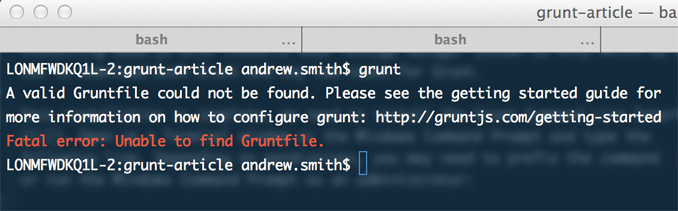 grunt-article — ba
bash ... bash ...
LONMFWDKQ1L-2:grunt-article andrew.smith$ grunt
A valid Gruntfile could not be found. Please see the getting started guide for
more information on how to configure grunt: http://gruntjs.com/getting-started
Fatal error: Unable to find Gruntfile.
LONMFWDKQ1L-2:grunt-article andrew.smith$